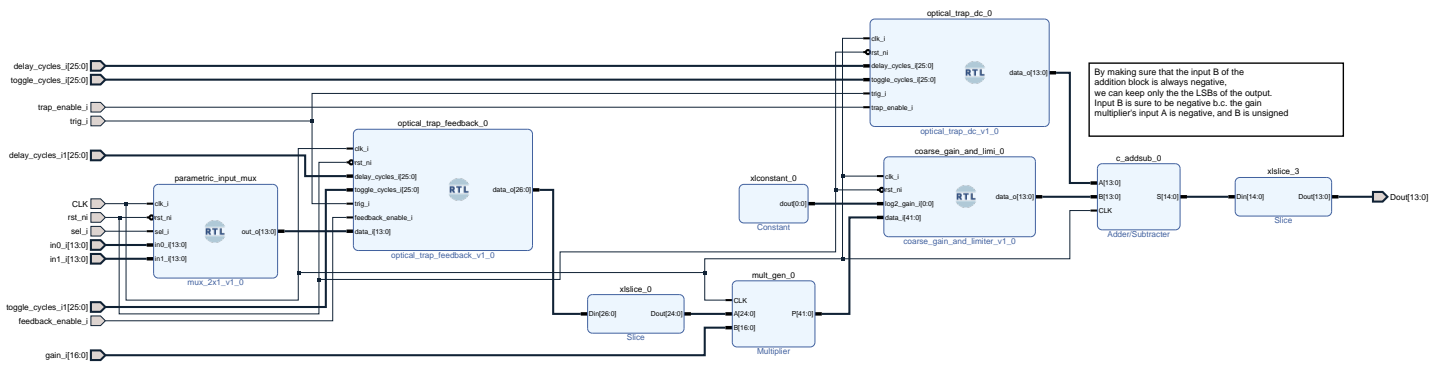 optical_trap_dc_0
clk_i
rst_ni
delay_cycles_i[25:0]
toggle_cycles_i[25:0]
trig_i
trap_enable_i
RTL
data_o[13:0]
optical_trap_dc_v1_0
By making sure that the input B of the
addition block is always negative,
we can keep only the the LSBs of the output.
Input B is sure to be negative b.c. the gain
multiplier's input A is negative, and B is unsigned
delay_cycles_i[25:0]
toggle_cycles_i[25:0]
trap_enable_i
trig_i
delay_cycles_i1[25:0]
CLK
rst_ni
sel_i
in0_i[13:0]
in1_i[13:0]
toggle_cycles_i1[25:0]
feedback_enable_i
gain_i[16:0]
parametric_input_mux
clk_i
rst_ni
sel_i
in0_i[13:0]
in1_i[13:0]
RTL
out_o[13:0]
mux_2x1_v1_0
optical_trap_feedback_0
clk_i
rst_ni
delay_cycles_i[25:0]
toggle_cycles_i[25:0]
trig_i
feedback_enable_i
data_i[13:0]
RTL
data_o[26:0]
optical_trap_feedback_v1_0
xlslice_0
Din[26:0]
Dout[24:0]
Slice
mult_gen_0
CLK
A[24:0]
B[16:0]
P[41:0]
Multiplier
xlconstant_0
dout[0:0]
Constant
coarse_gain_and_limi_0
clk_i
rst_ni
log2_gain_i[0:0]
data_i[41:0]
RTL
data_o[13:0]
coarse_gain_and_limiter_v1_0
c_addsub_0
A[13:0]
B[13:0]
CLK
S[14:0]
Adder/Subtracter
xlslice_3
Din[14:0]
Dout[13:0]
Slice
Dout[13:0]